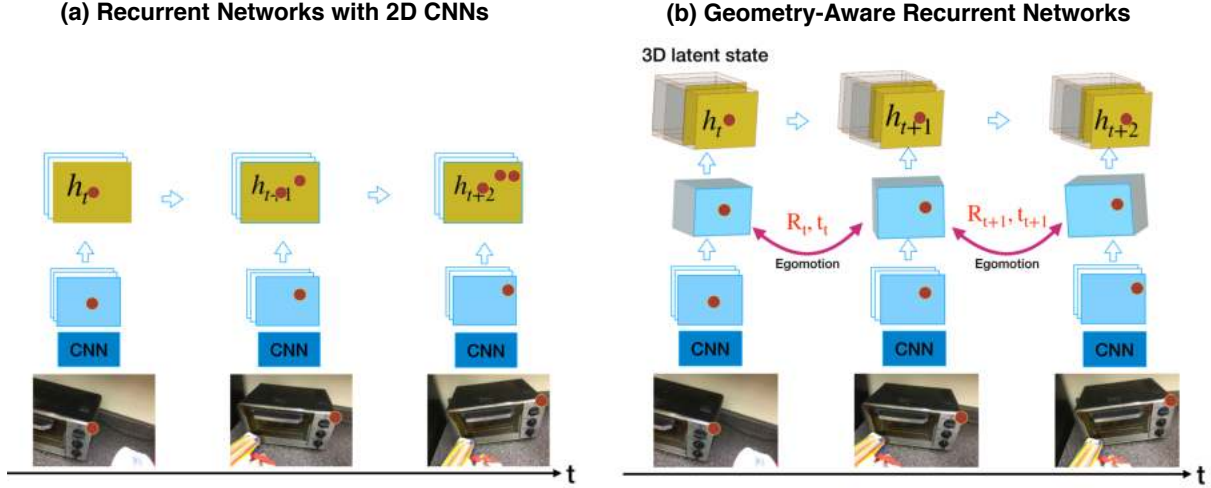 (a) Recurrent Networks with 2D CNNs
h_t
h_t+1
h_t+2
CNN
CNN
CNN
t
(b) Geometry-Aware Recurrent Networks
3D latent state
h_t
h_t+1
h_t+2
R_t, t_t
R_t+1, t_t+1
Egomotion
Egomotion
CNN
CNN
CNN
t